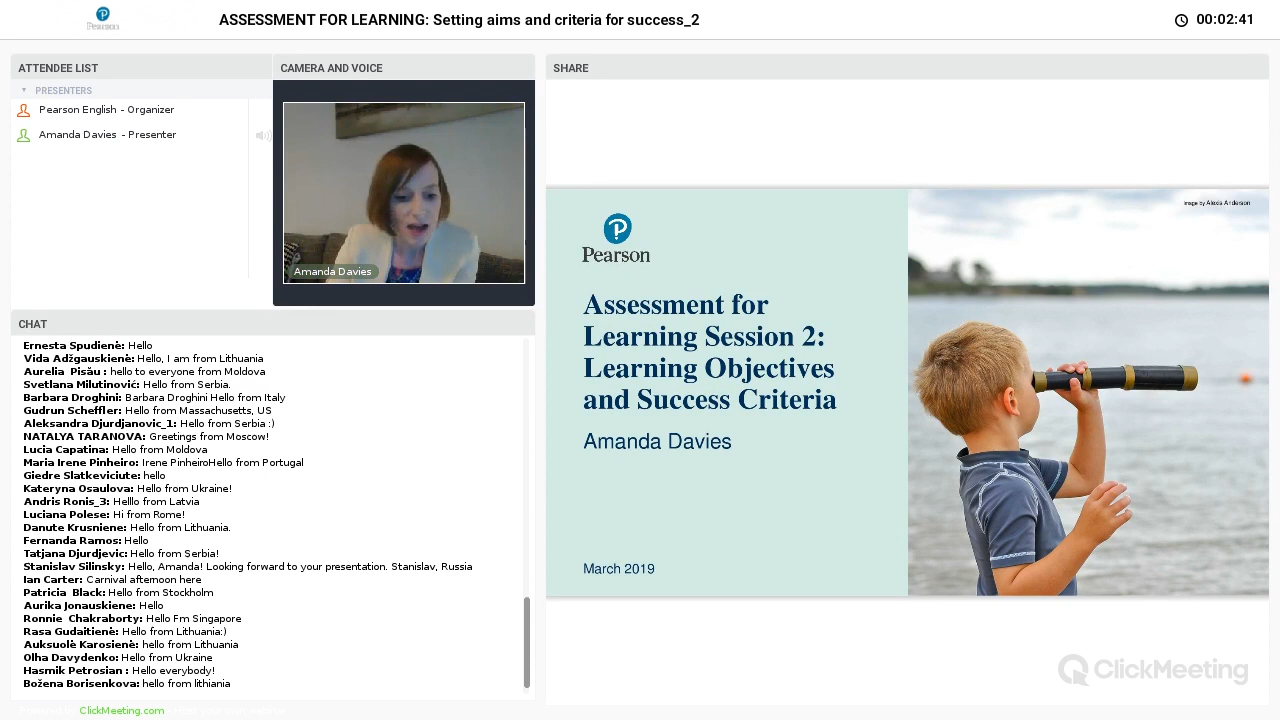 Pearson
ASSESSMENT FOR LEARNING: Setting aims and criteria for success_2
00:02:41
ATTENDEE LIST
PRESENTERS
Pearson English - Organizer
Amanda Davies - Presenter
CAMERA AND VOICE
Amanda Davies
CHAT
Ernesta Spudienė: Hello
Vida Adžgauskienė: Hello, I am from Lithuania
Aurelia Pisău : hello to everyone from Moldova
Svetlana Milutinović: Hello from Serbia.
Barbara Droghini: Barbara Droghini Hello from Italy
Gudrun Scheffler: Hello from Massachusetts, US
Aleksandra Djurdjanovic_1: Hello from Serbia :)
NATALYA TARANOVA: Greetings from Moscow!
Lucia Capatina: Hello from Moldova
Maria Irene Pinheiro: Irene PinheiroHello from Portugal
Giedre Slatkeviciute: hello
Kateryna Osaulova: Hello from Ukraine!
Andris Ronis_3: Helllo from Latvia
Luciana Polese: Hi from Rome!
Danute Krusniene: Hello from Lithuania.
Fernanda Ramos: Hello
Tatjana Djurdjevic: Hello from Serbia!
Stanislav Silinsky: Hello, Amanda! Looking forward to your presentation. Stanislav, Russia
Ian Carter: Carnival afternoon here
Patricia Black: Hello from Stockholm
Aurika Jonauskiene: Hello
Ronnie Chakraborty: Hello Fm Singapore
Rasa Gudaitienė: Hello from Lithuania:)
Auksuolė Karosienė: hello from Lithuania
Olha Davydenko: Hello from Ukraine
Hasmik Petrosian : Hello everybody!
Božena Borisenkova: hello from lithiania
ClickMeeting.com
SHARE
Image by Alexis Anderson
Pearson
Assessment for
Learning Session 2:
Learning Objectives
and Success Criteria
Amanda Davies
March 2019
ClickMeeting